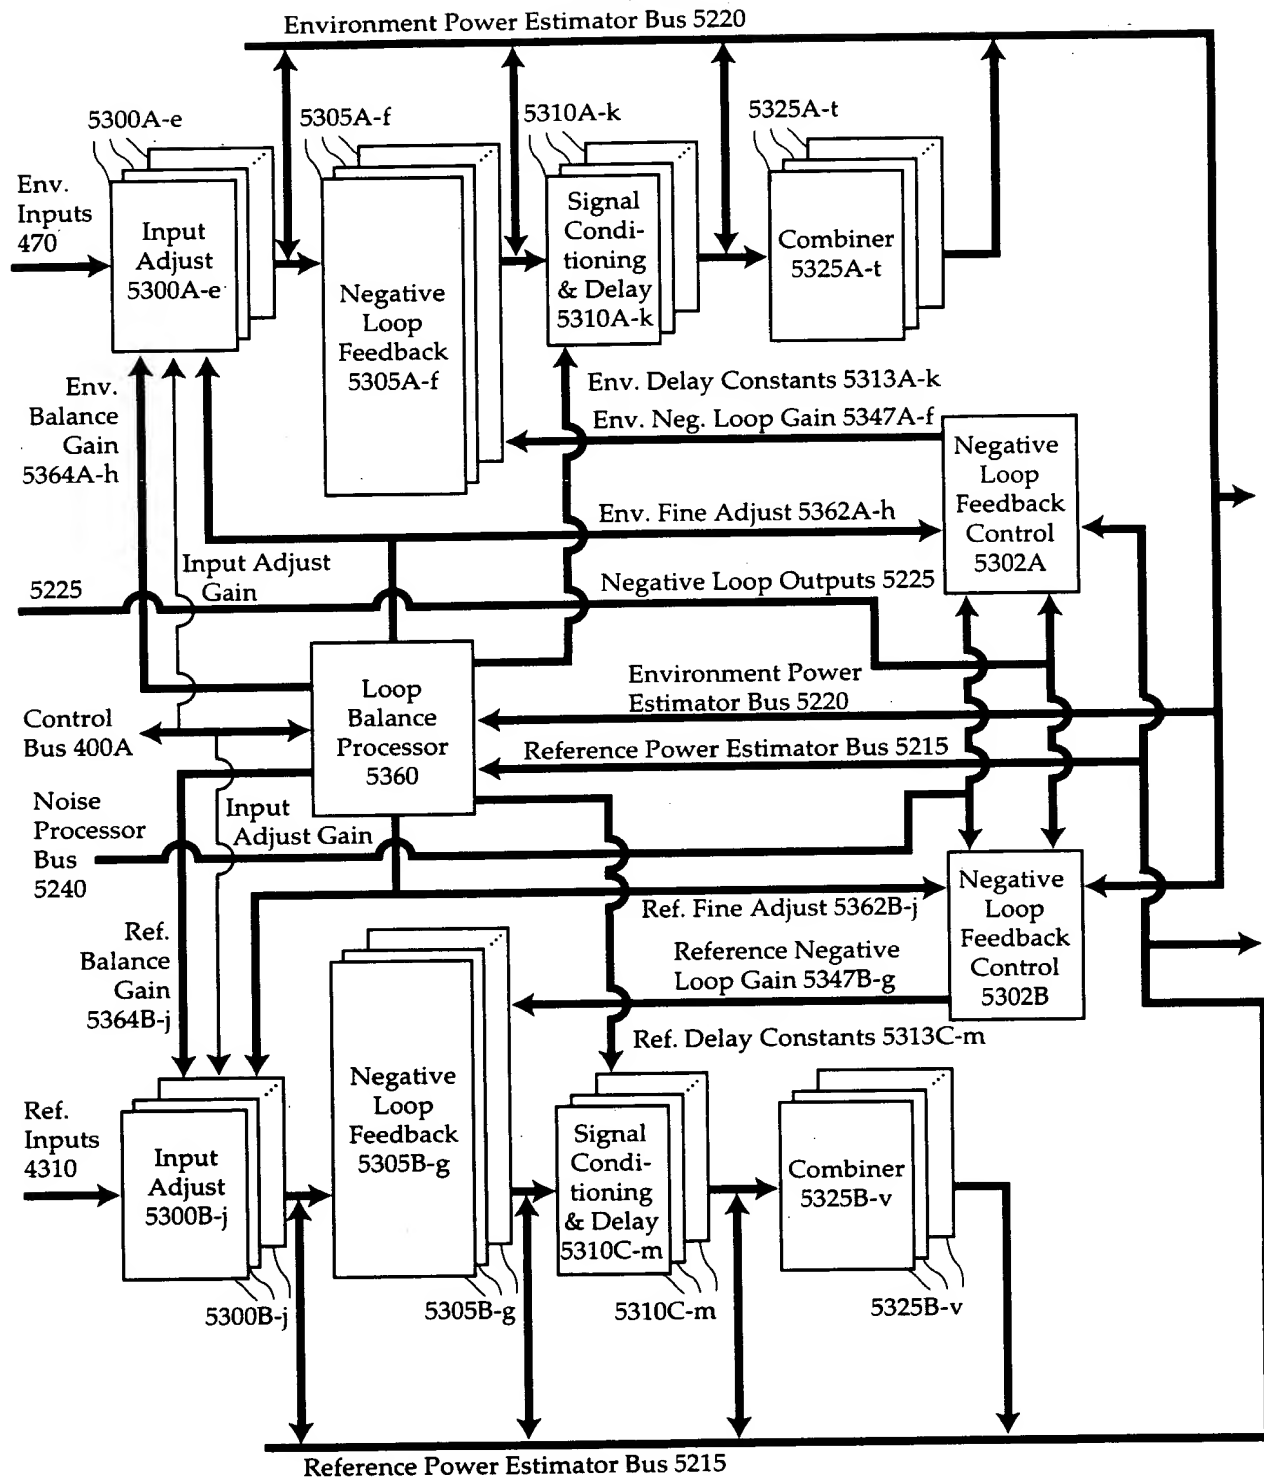 Environment Power Estimator Bus 5220
5300A-e
5305A-f
5310A-k
5325A-t
Env.
Inputs
470
Input
Adjust
5300A-e
Negative
Loop
Feedback
5305A-f
Signal
Condi-
tioning
& Delay
5310A-k
Combiner
5325A-t
Env.
Balance
Gain
5364A-h
Env. Delay Constants 5313A-k
Env. Neg. Loop Gain 5347A-f
Negative
Loop
Feedback
Control
5302A
Env. Fine Adjust 5362A-h
Input Adjust
Gain
5225
Negative Loop Outputs 5225
Loop
Balance
Processor
5360
Environment Power
Estimator Bus 5220
Control
Bus 400A
Reference Power Estimator Bus 5215
Noise
Processor
Bus
5240
Input
Adjust Gain
Negative
Loop
Feedback
Control
5302B
Ref. Fine Adjust 5362B-j
Ref.
Balance
Gain
5364B-j
Reference Negative
Loop Gain 5347B-g
Ref. Delay Constants 5313C-m
Ref.
Inputs
4310
Input
Adjust
5300B-j
Negative
Loop
Feedback
5305B-g
Signal
Condi-
tioning
& Delay
5310C-m
Combiner
5325B-v
5300B-j
5305B-g
5310C-m
5325B-v
Reference Power Estimator Bus 5215